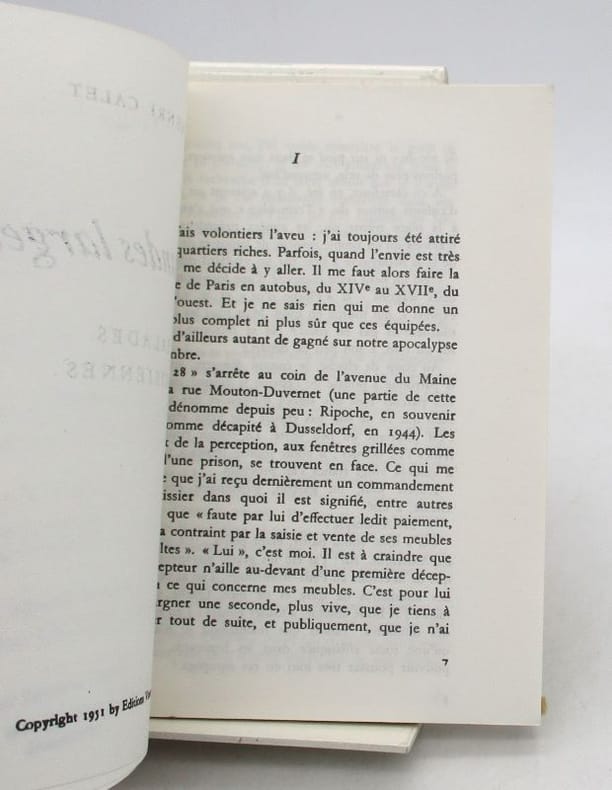 Copyright 1951 by Editions
I
ais volontiers l'aveu : j'ai toujours été attiré
quartiers riches. Parfois, quand l'envie est très
me décide à y aller. Il me faut alors faire la
e de Paris en autobus, du XIVe au XVIIe, du
'ouest. Et je ne sais rien qui me donne un
plus complet ni plus sûr que ces équipées.
d'ailleurs autant de gagné sur notre apocalypse
mbre.
28 » s'arrête au coin de l'avenue du Maine
a rue Mouton-Duvernet (une partie de cette
dénomme depuis peu : Ripoche, en souvenir
omme décapité à Dusseldorf, en 1944). Les
de la perception, aux fenêtres grillées comme
d'une prison, se trouvent en face. Ce qui me
e que j'ai reçu dernièrement un commandement
issier dans quoi il est signifié, entre autres
que « faute par lui d'effectuer ledit paiement,
a contraint par la saisie et vente de ses meubles
ltes ». « Lui », c'est moi. Il est à craindre que
epteur n'aille au-devant d'une première décep-
n ce qui concerne mes meubles. C'est pour lui
rgner une seconde, plus vive, que je tiens à
r tout de suite, et publiquement, que je n'ai
7